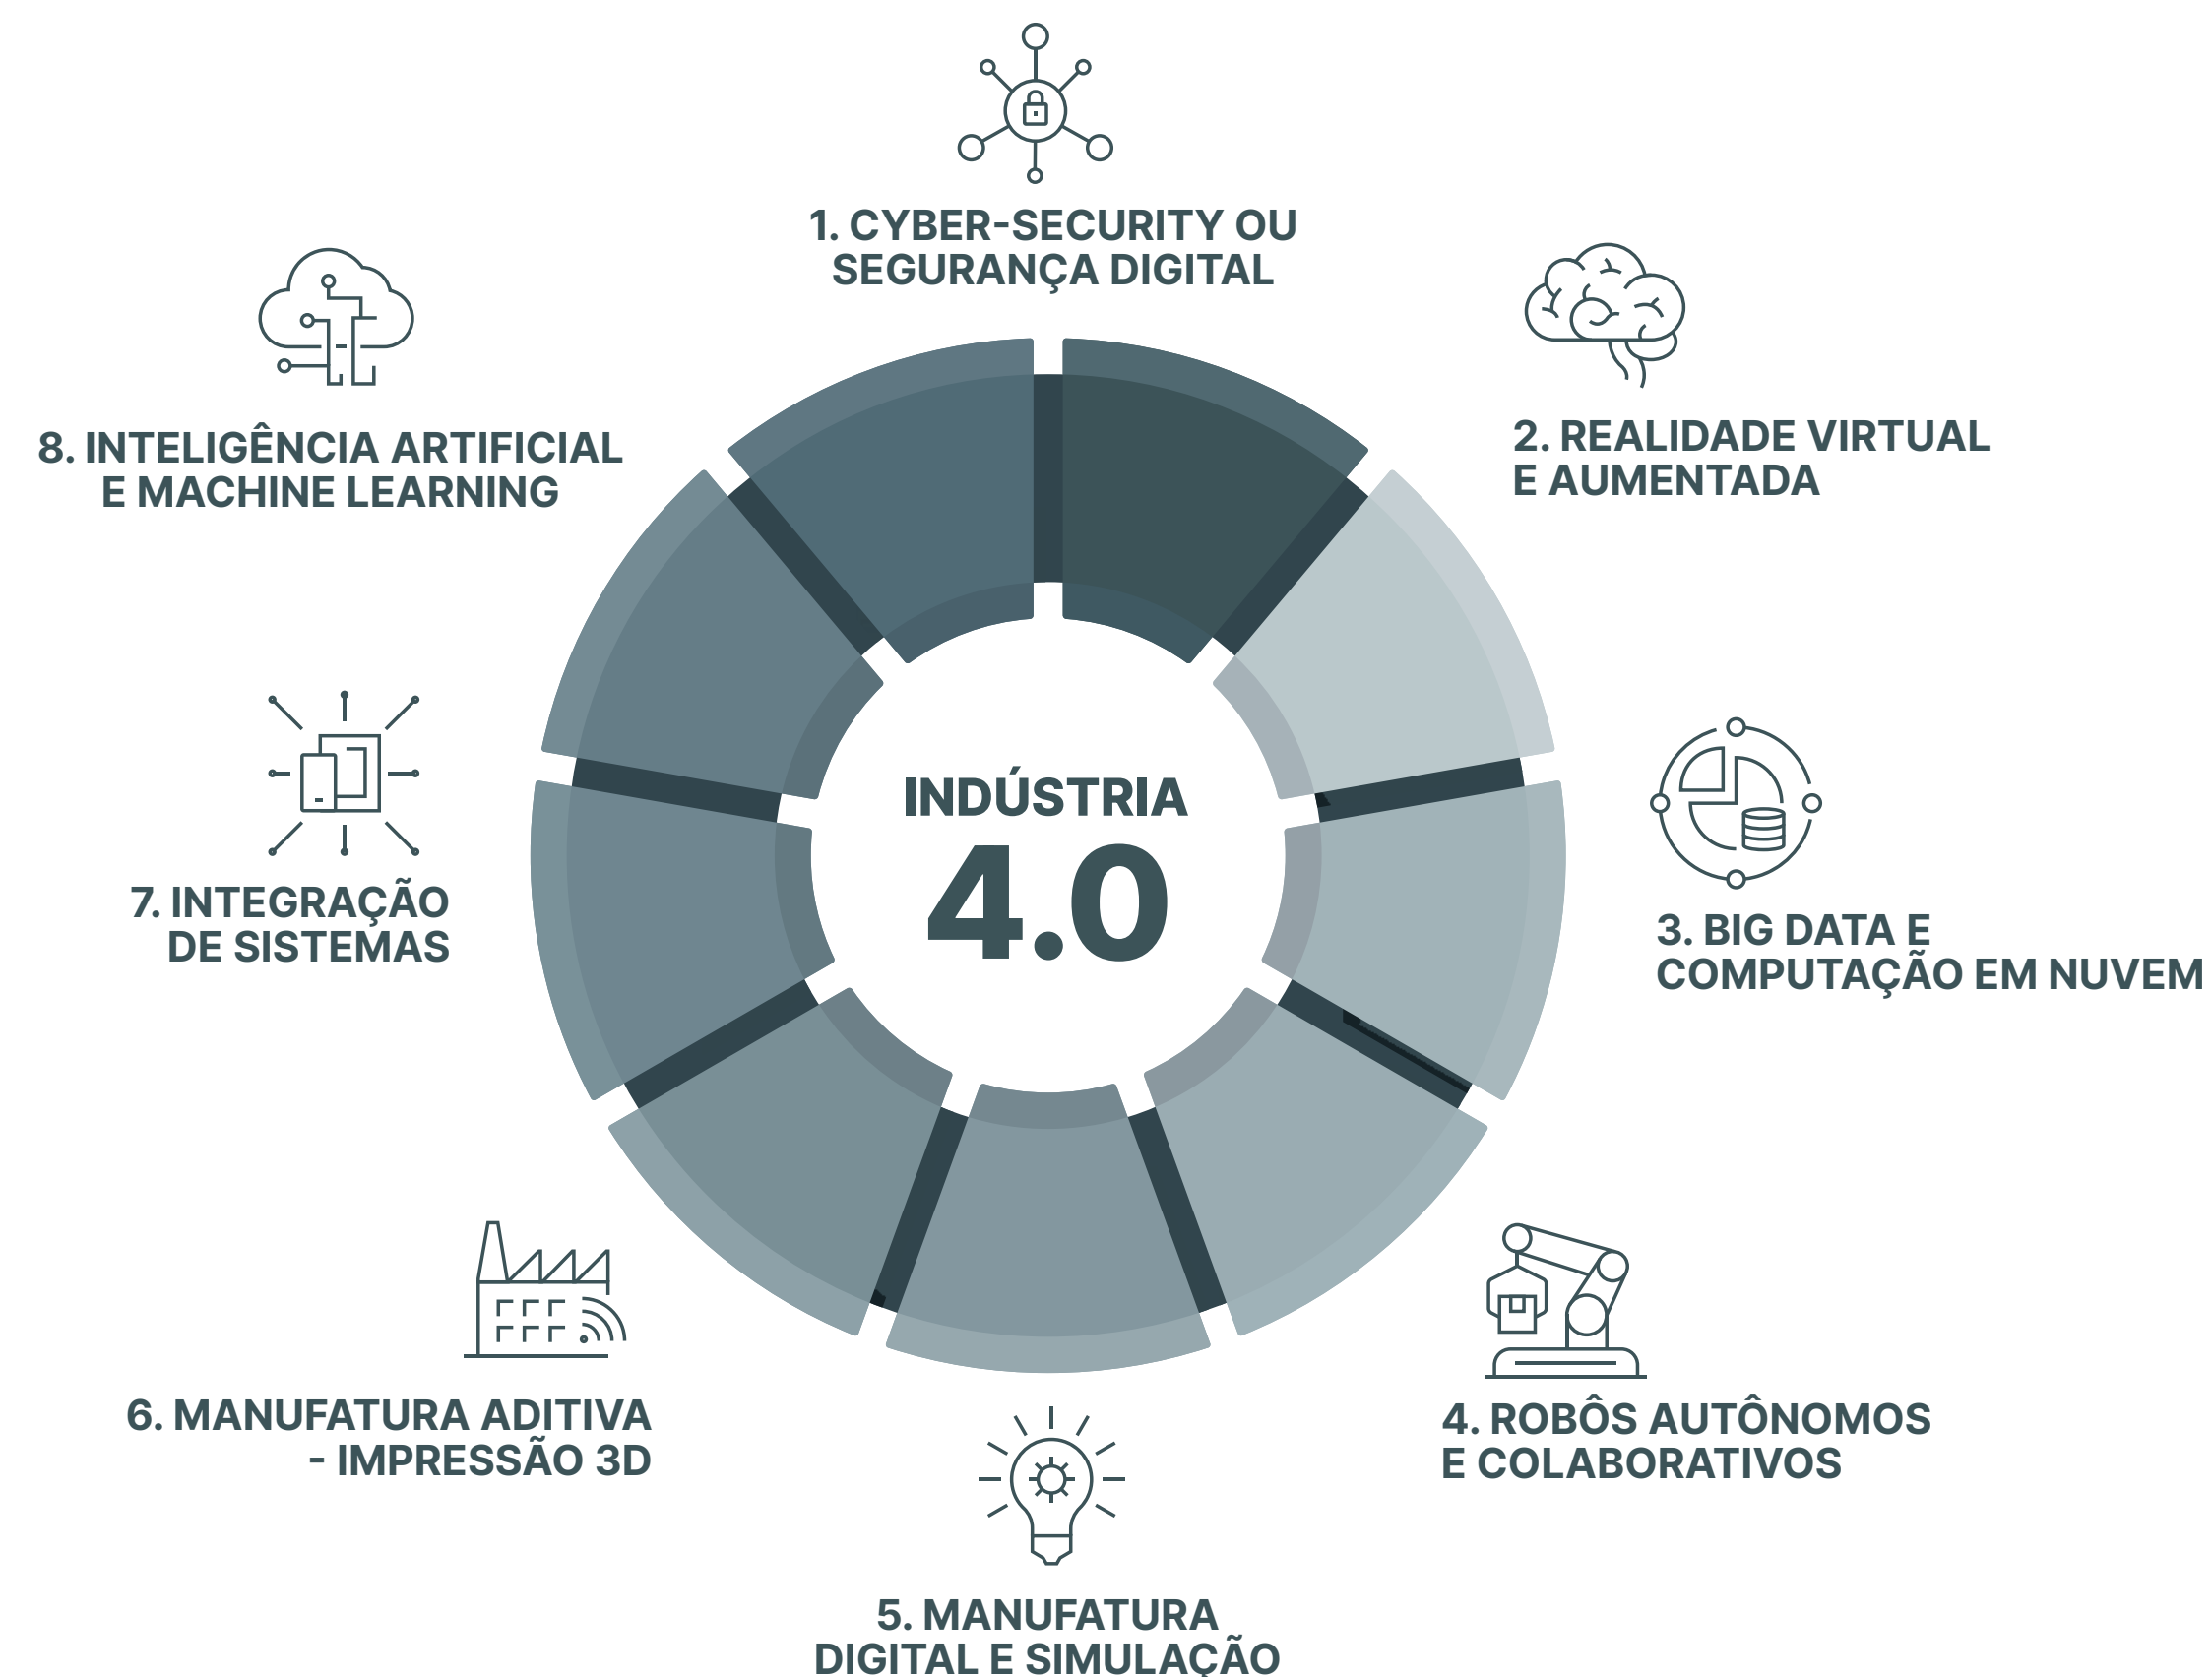 1. CYBER-SECURITY OU
SEGURANÇA DIGITAL
2. REALIDADE VIRTUAL
E AUMENTADA
3. BIG DATA E
COMPUTAÇÃO EM NUVEM
4. ROBÔS AUTÔNOMOS
E COLABORATIVOS
5. MANUFATURA
DIGITAL E SIMULAÇÃO
6. MANUFATURA ADITIVA
- IMPRESSÃO 3D
7. INTEGRAÇÃO
DE SISTEMAS
8. INTELIGÊNCIA ARTIFICIAL
E MACHINE LEARNING
INDÚSTRIA
4.0